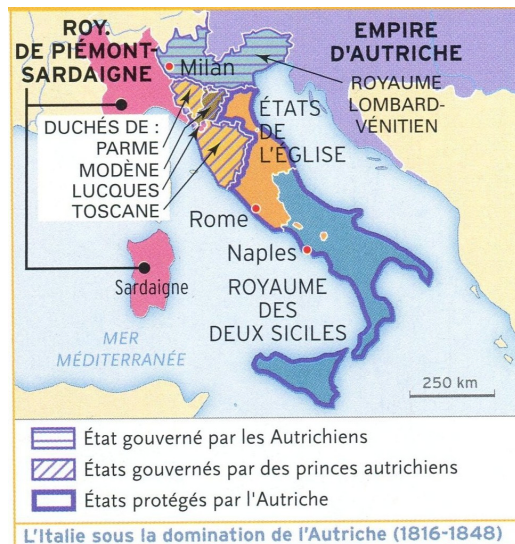 ROY.
DE PIÉMONT-
SARDAIGNE
EMPIRE
D'AUTRICHE
Milan
ROYAUME
LOMBARD-
VÉNITIEN
DUCHÉS DE :
PARME
MODÈNE
LUCQUES
TOSCANE
ÉTATS
DE
L'ÉGLISE
Rome
Naples
Sardaigne
ROYAUME
DES
DEUX SICILES
MER
MÉDITERRANÉE
250 km
État gouverné par les Autrichiens
États gouvernés par des princes autrichiens
États protégés par l'Autriche
L'Italie sous la domination de l'Autriche (1816-1848)